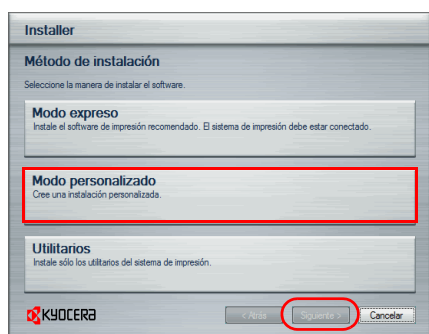 Installer
Método de instalación
Seleccione la manera de instalar el software.
Modo expreso
Instale el software de impresión recomendado. El sistema de impresión debe estar conectado.
Modo personalizado
Cree una instalación personalizada.
Utilitarios
Instale sólo los utilitarios del sistema de impresión.
KYOCERA
< Atrás
Siguiente >
Cancelar